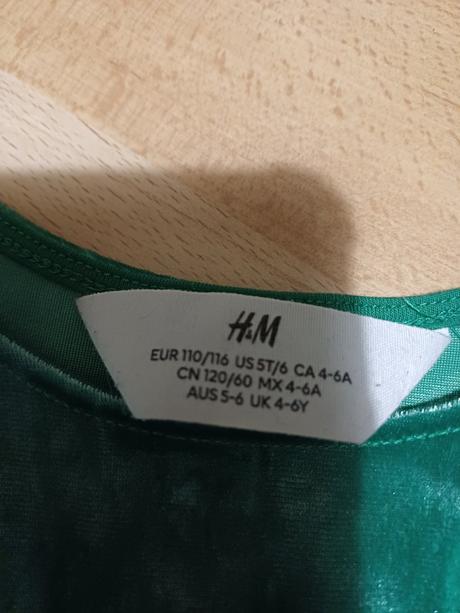 H&M
EUR 110/116 US 5T/6 CA 4-6A
CN 120/60 MX 4-6A
AUS 5-6 UK 4-6Y